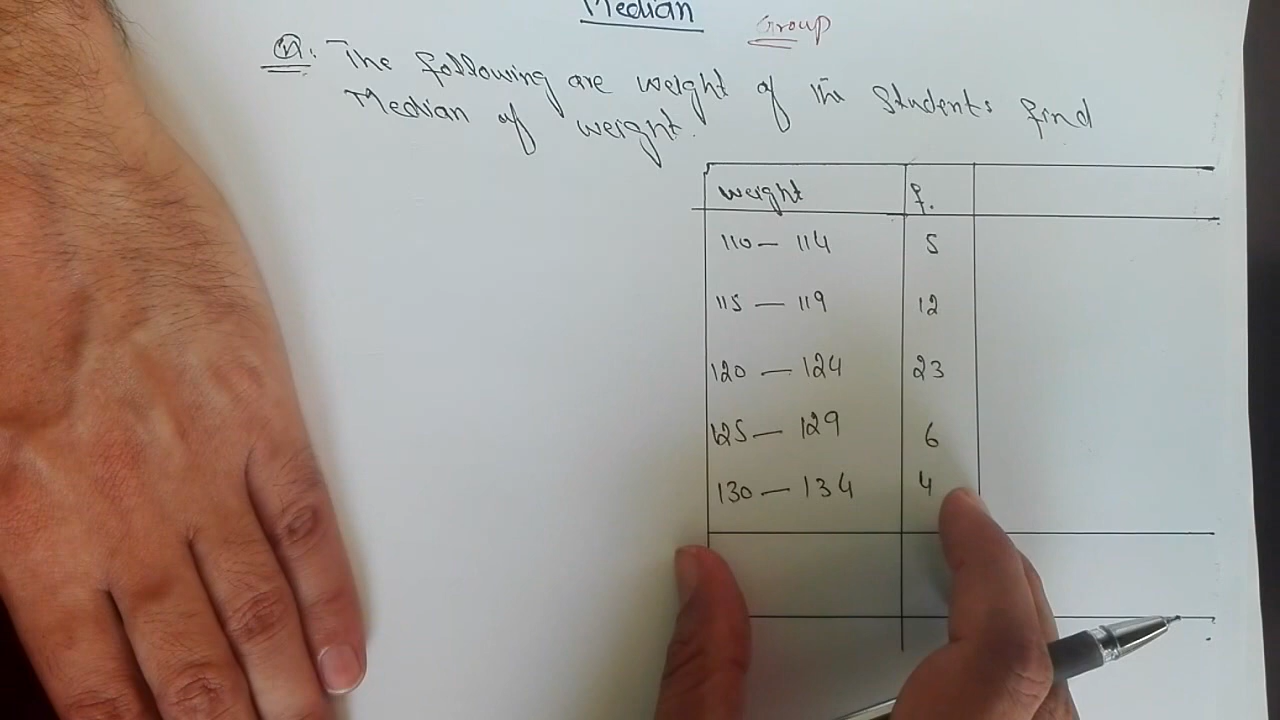 Median Group
Q: The following are weight of the students find
Median of weight.
weight f.
110 — 114 5
115 — 119 12
120 — 124 23
125 — 129 6
130 — 134 4